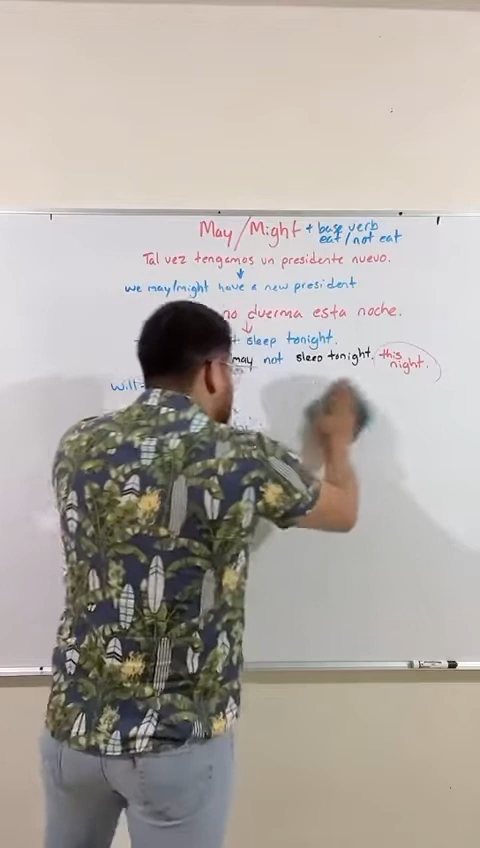 May/Might + base verb
eat/not eat
Tal vez tengamos un presidente nuevo.
we may/might have a new president
no duerma esta noche.
sleep tonight.
may not sleep tonight. this
night.
will